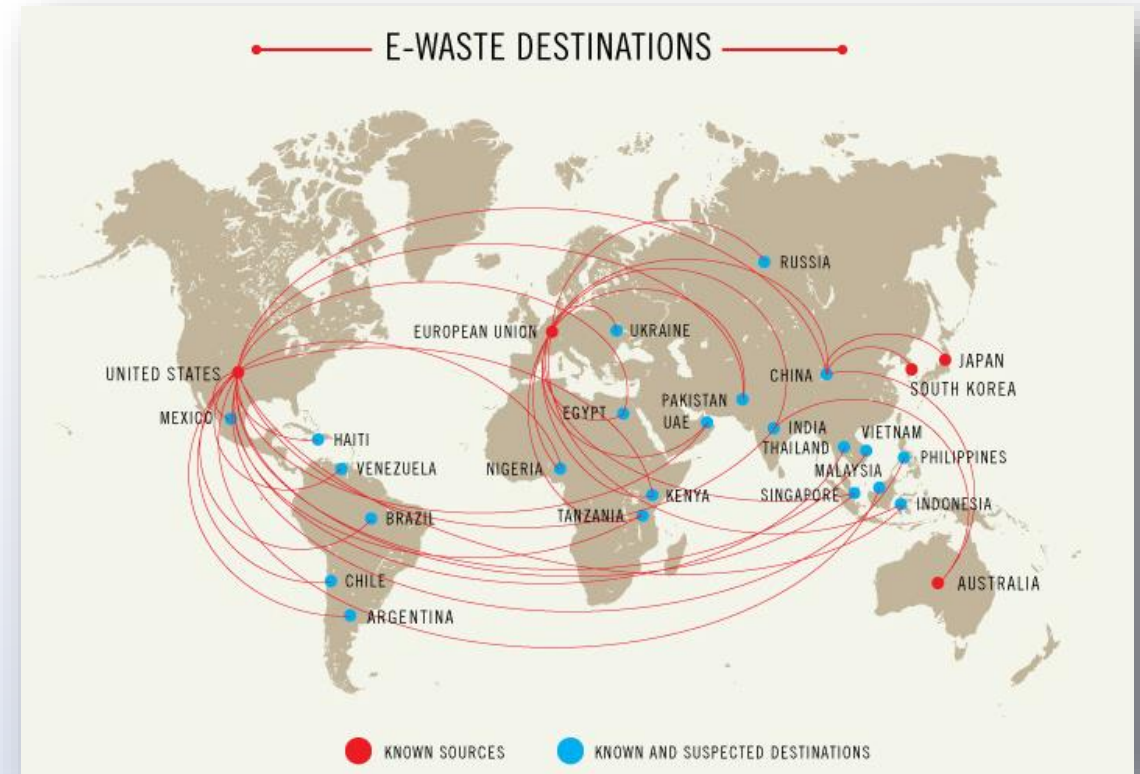 E-WASTE DESTINATIONS
RUSSIA
EUROPEAN UNION
UKRAINE
UNITED STATES
JAPAN
CHINA
SOUTH KOREA
MEXICO
PAKISTAN
EGYPT
UAE
INDIA
VIETNAM
HAITI
THAILAND
PHILIPPINES
VENEZUELA
NIGERIA
MALAYSIA
KENYA
SINGAPORE
INDONESIA
BRAZIL
TANZANIA
CHILE
AUSTRALIA
ARGENTINA
KNOWN SOURCES
KNOWN AND SUSPECTED DESTINATIONS